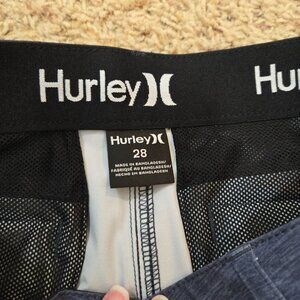 Hurley
Hur
Hurley
28
MADE IN BANGLADESH/
FABRIQUÉ AU BANGLADESH/
HECHO EN BANGLADESH